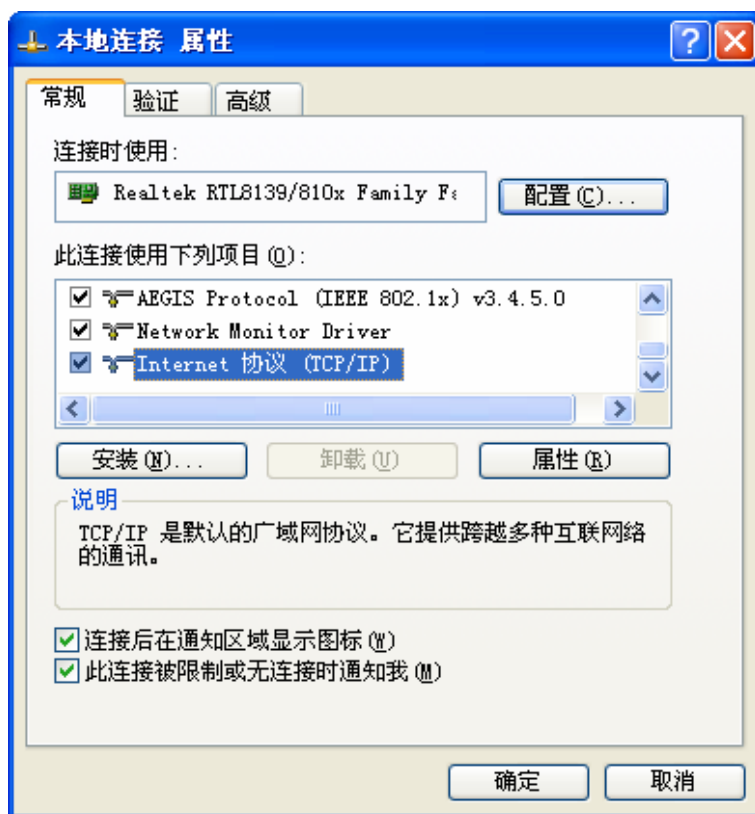 本地连接 属性
常规 验证 高级
连接时使用:
Realtek RTL8139/810x Family Fa
配置(C)...
此连接使用下列项目(O):
AEGIS Protocol (IEEE 802.1x) v3.4.5.0
Network Monitor Driver
Internet 协议 (TCP/IP)
安装(N)... 卸载(U) 属性(R)
说明
TCP/IP 是默认的广域网协议。它提供跨越多种互联网络
的通讯。
连接后在通知区域显示图标(W)
此连接被限制或无连接时通知我(M)
确定 取消